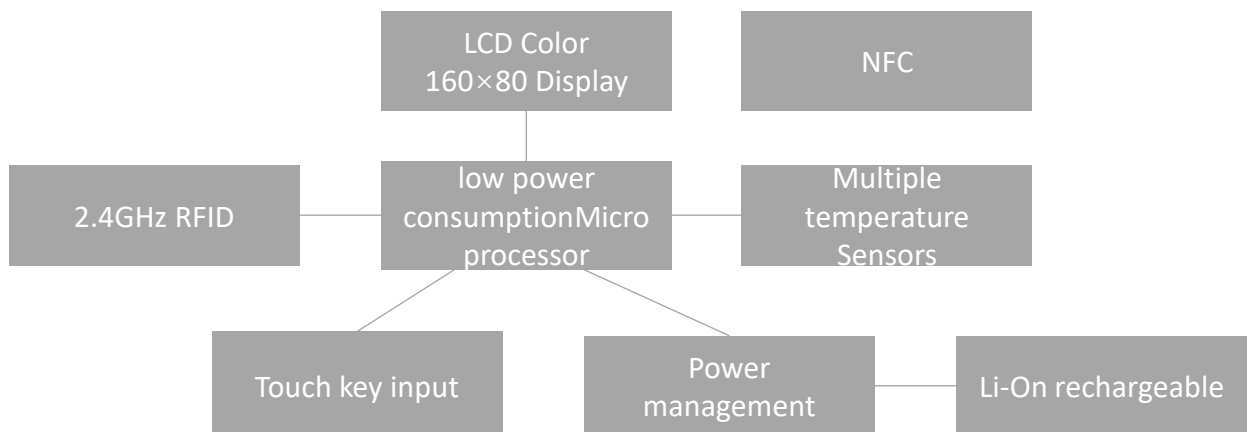 LCD Color
160×80 Display
NFC
2.4GHz RFID
low power
consumptionMicro
processor
Multiple
temperature
Sensors
Touch key input
Power
management
Li-On rechargeable